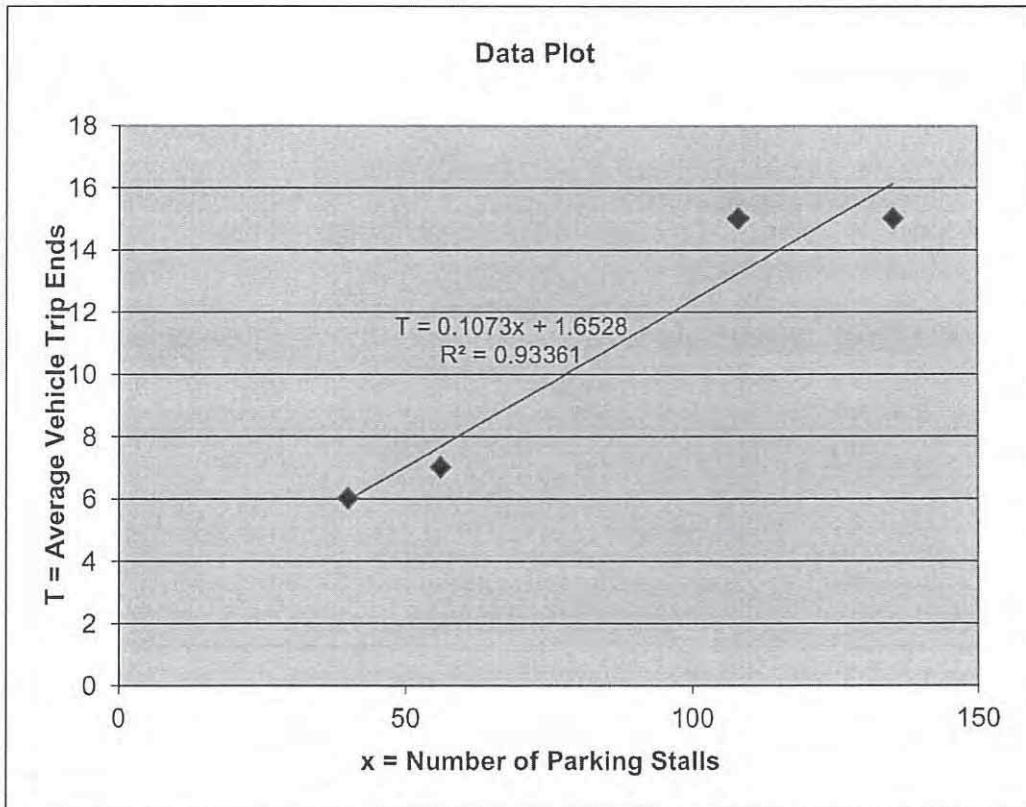 Data Plot
T = Average Vehicle Trip Ends
18
16
14
12
10
8
6
4
2
0
T = 0.1073x + 1.6528
R² = 0.93361
0
50
100
150
x = Number of Parking Stalls